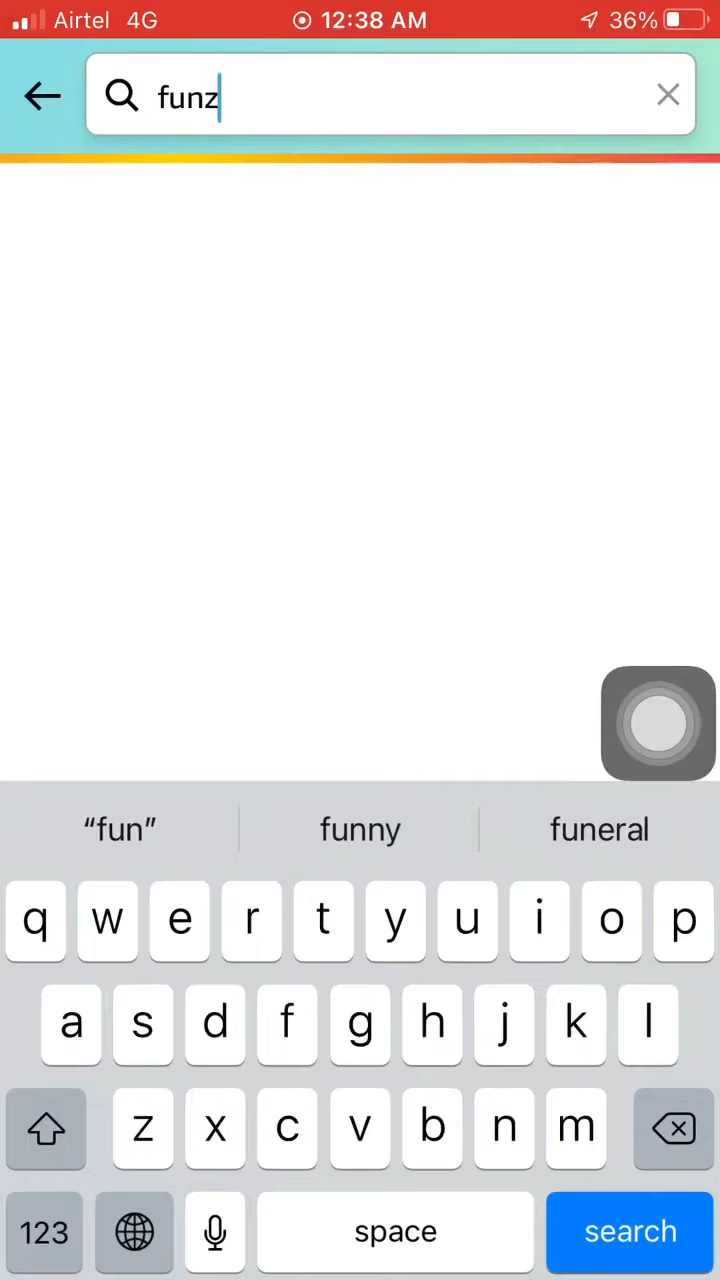 Airtel 4G 12:38 AM 36%
funz
“fun” funny funeral
q w e r t y u i o p
a s d f g h j k l
z x c v b n m
123 space search